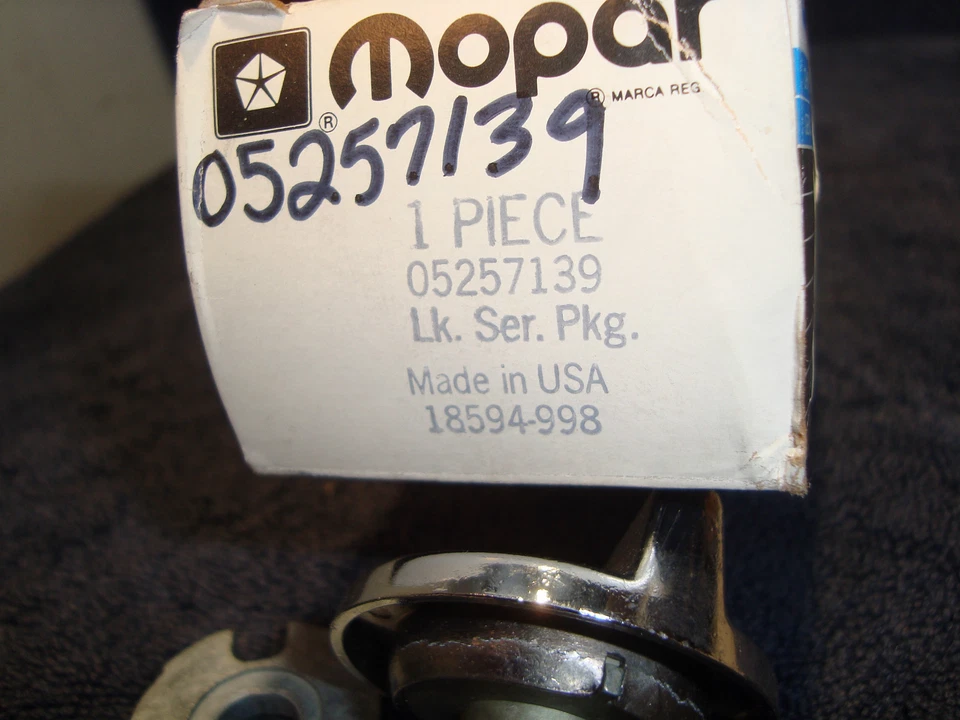 mopar
® ® MARCA REG
05257139
1 PIECE
05257139
Lk. Ser. Pkg.
Made in USA
18594-998